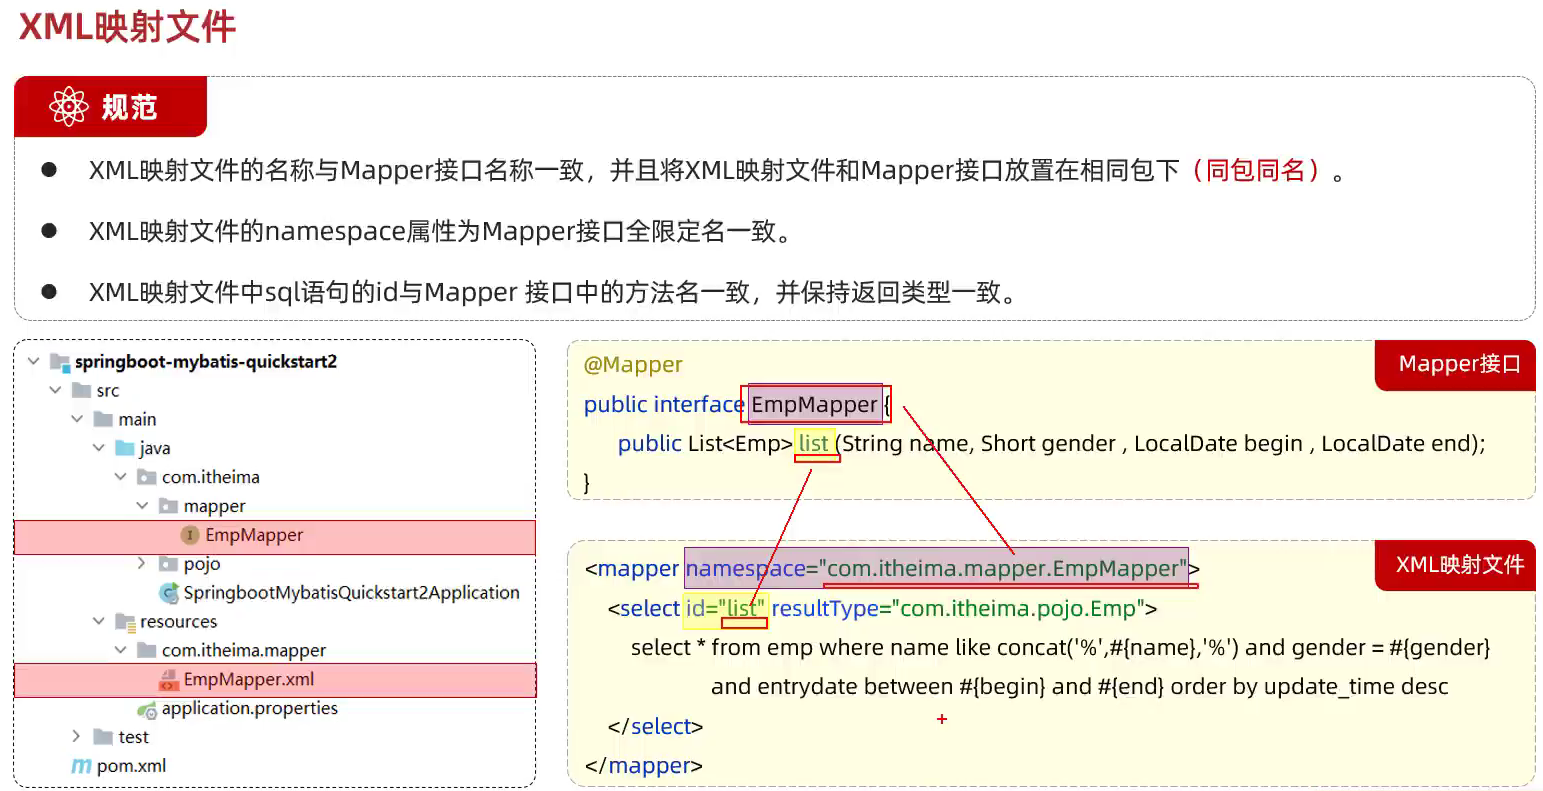 XML映射文件
规范
XML映射文件的名称与Mapper接口名称一致，并且将XML映射文件和Mapper接口放置在相同包下（同包同名）。
XML映射文件的namespace属性为Mapper接口全限定名一致。
XML映射文件中sql语句的id与Mapper 接口中的方法名一致，并保持返回类型一致。
springboot-mybatis-quickstart2
src
main
java
com.itheima
mapper
EmpMapper
pojo
SpringbootMybatisQuickstart2Application
resources
com.itheima.mapper
EmpMapper.xml
application.properties
test
pom.xml
Mapper接口
@Mapper
public interface EmpMapper {
public List<Emp> list (String name, Short gender , LocalDate begin , LocalDate end);
}
XML映射文件
<mapper namespace="com.itheima.mapper.EmpMapper">
<select id="list" resultType="com.itheima.pojo.Emp">
select * from emp where name like concat('%',#{name},'%') and gender = #{gender}
and entrydate between #{begin} and #{end} order by update_time desc
</select>
</mapper>